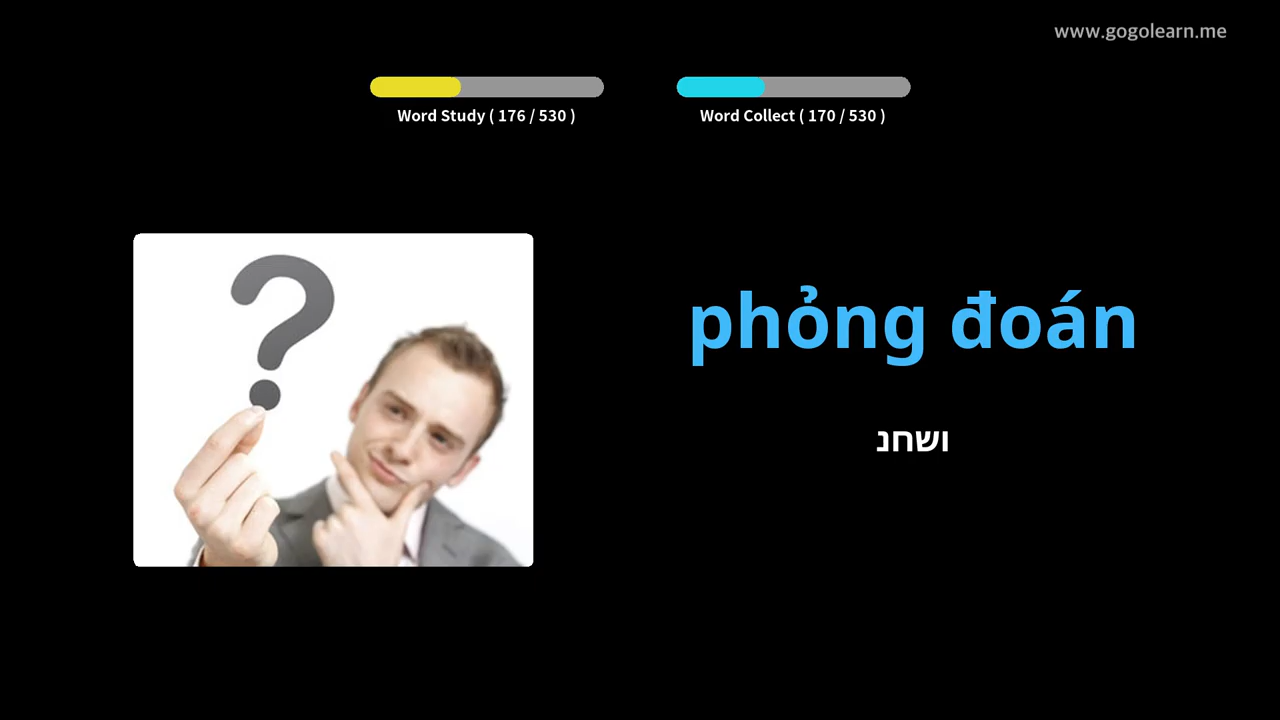 www.gogolearn.me
Word Study ( 176 / 530 )
Word Collect ( 170 / 530 )
phỏng đoán
ושחנ